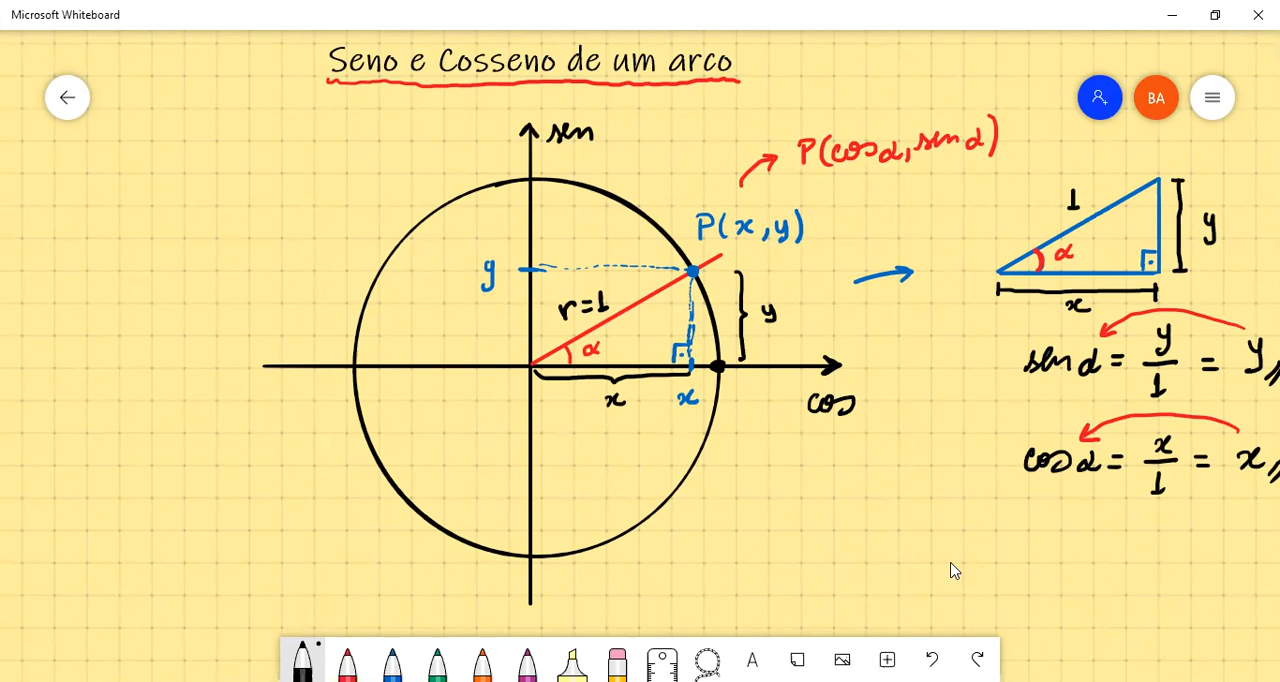 Microsoft Whiteboard
Seno e Cosseno de um arco
BA
sen
P(cosα, senα)
P(x, y)
1
y
α
y
r=1
α
x
y
x
x
cos
senα = y/1 = y//
cosα = x/1 = x//
A